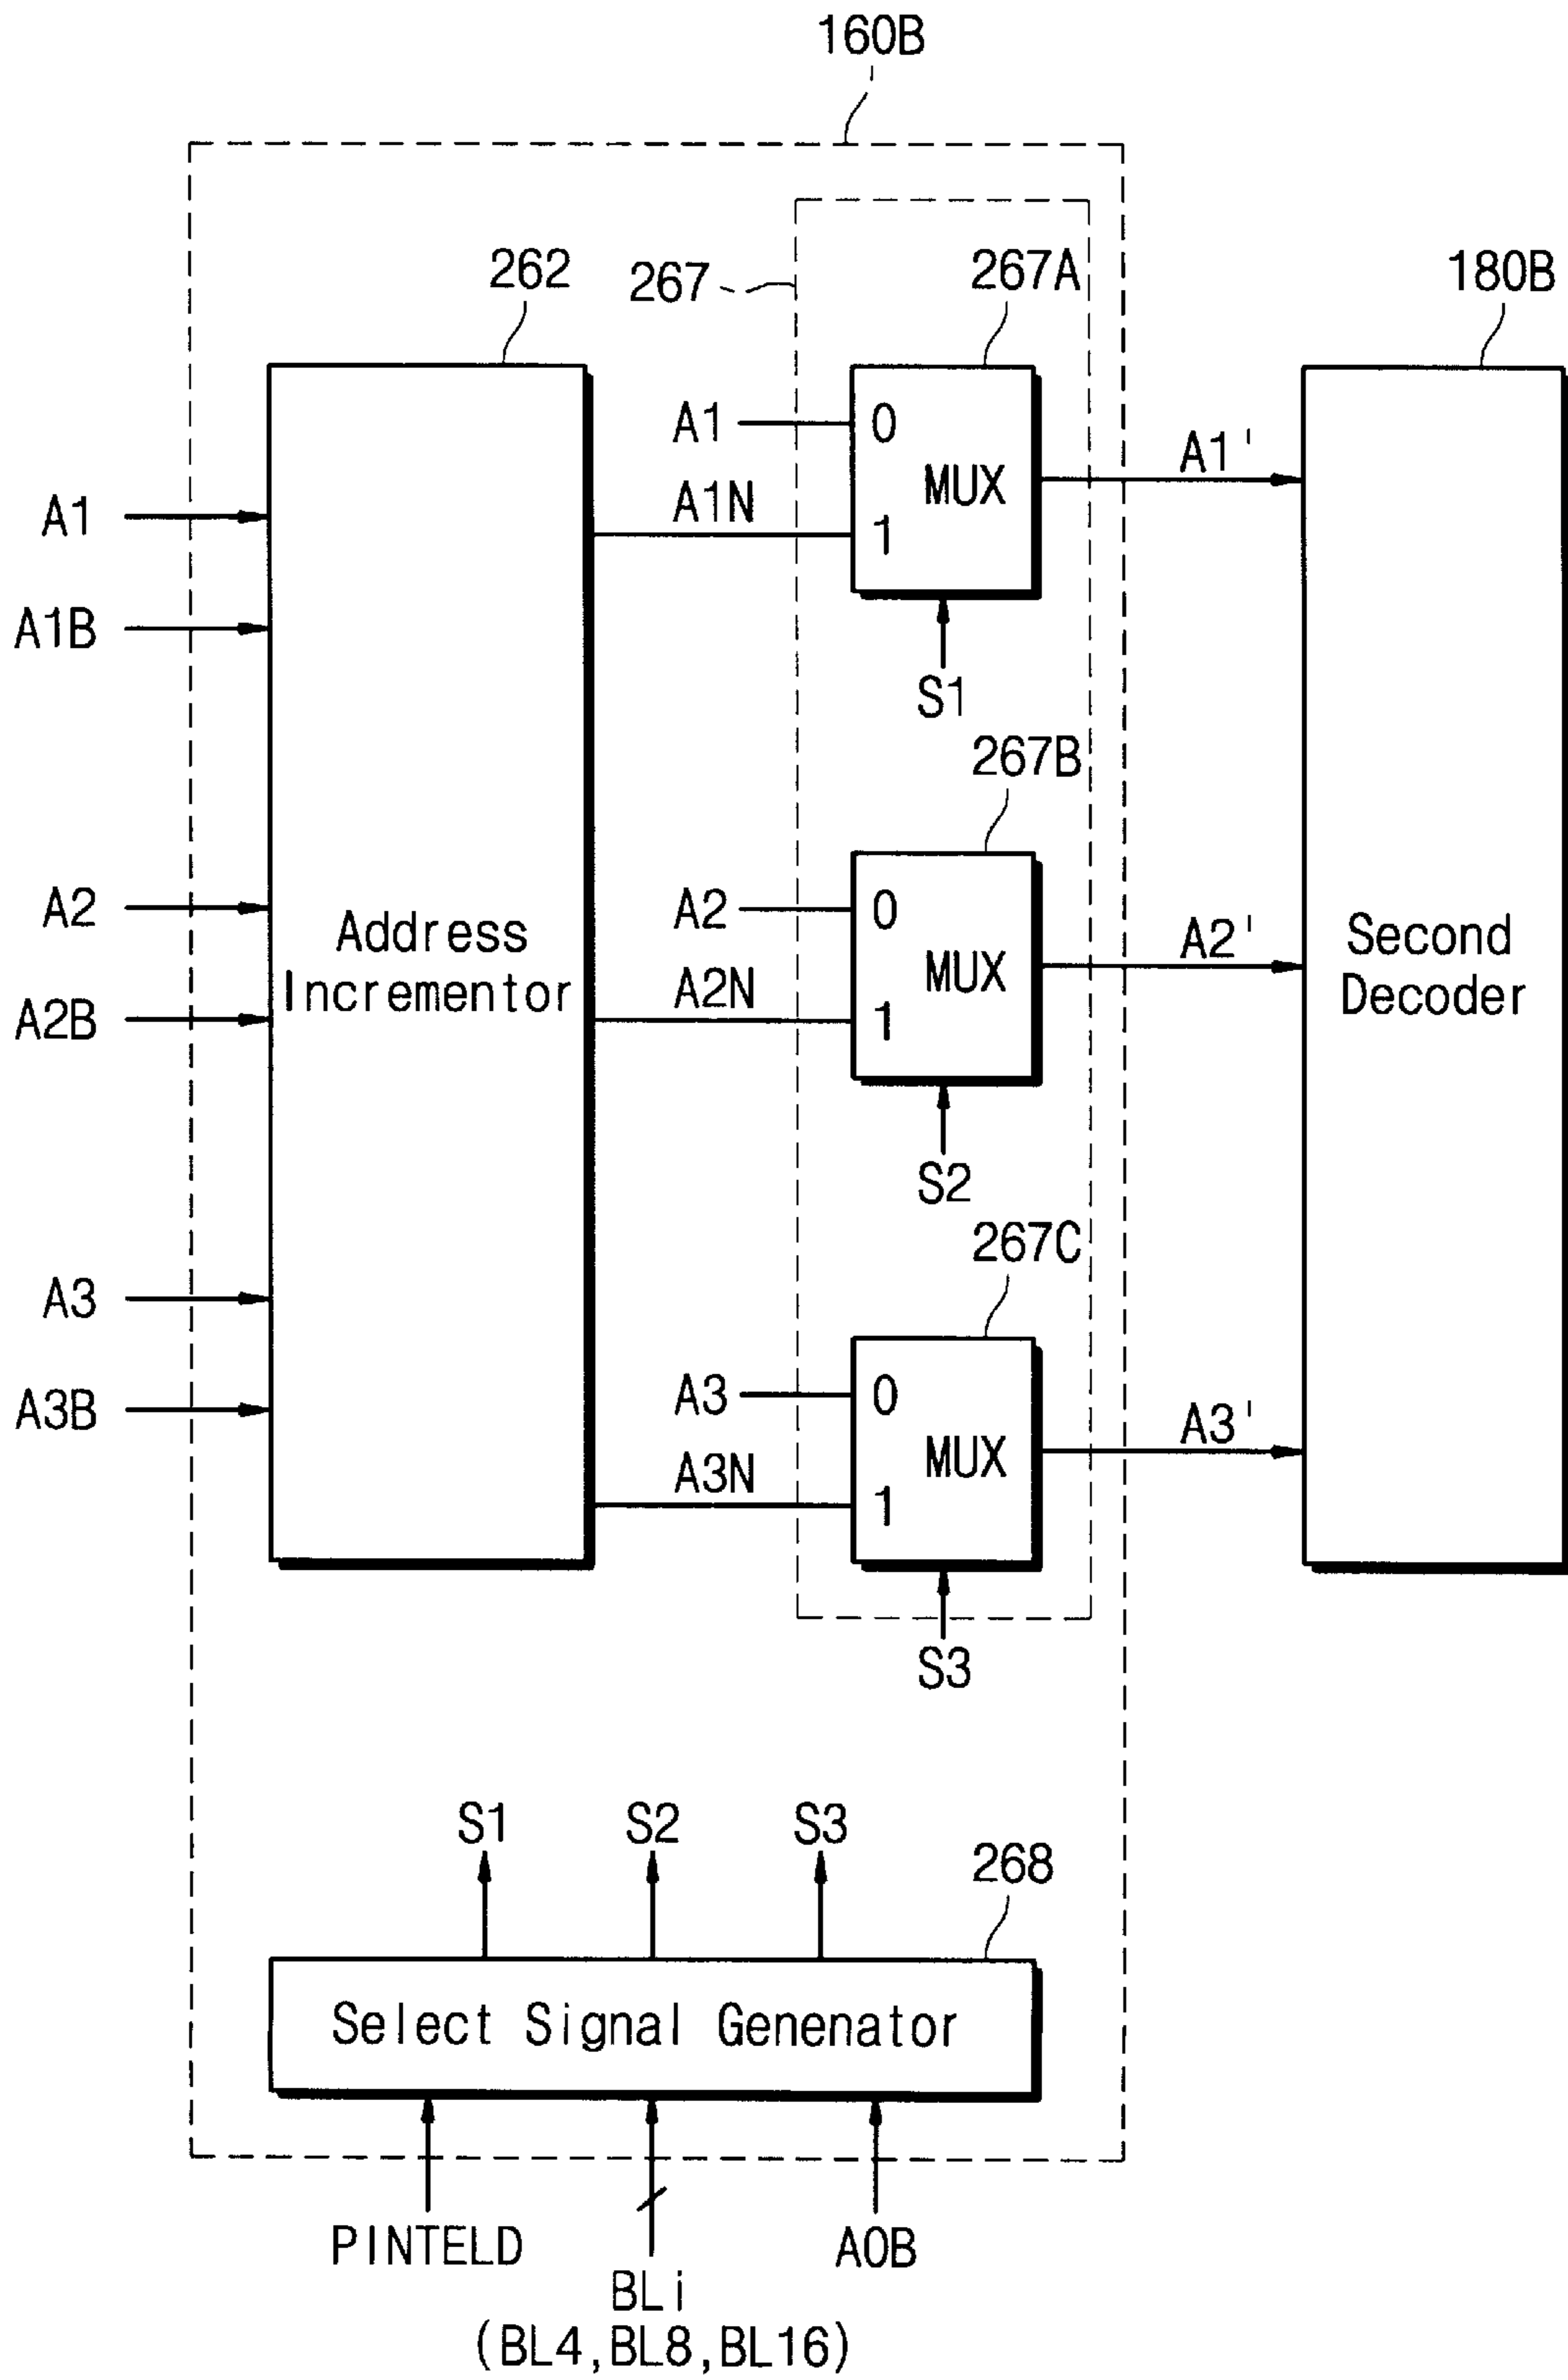 160B
262
267
267A
180B
A1
A1B
A2
A2B
A3
A3B
Address
Incrementor
A1
A1N
0
1
MUX
S1
A1'
267B
A2
A2N
0
1
MUX
S2
A2'
267C
A3
A3N
0
1
MUX
S3
A3'
Second
Decoder
S1
S2
S3
268
Select Signal Genenator
PINTELD
BLi
(BL4,BL8,BL16)
A0B